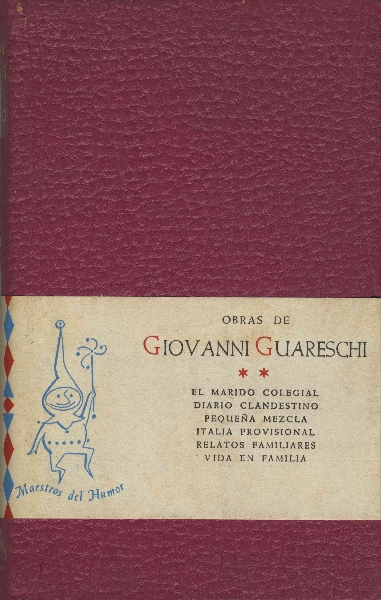 OBRAS DE
GIOVANNI GUARESCHI
* *
EL MARIDO COLEGIAL
DIARIO CLANDESTINO
PEQUEÑA MEZCLA
ITALIA PROVISIONAL
RELATOS FAMILIARES
VIDA EN FAMILIA
Maestros del Humor